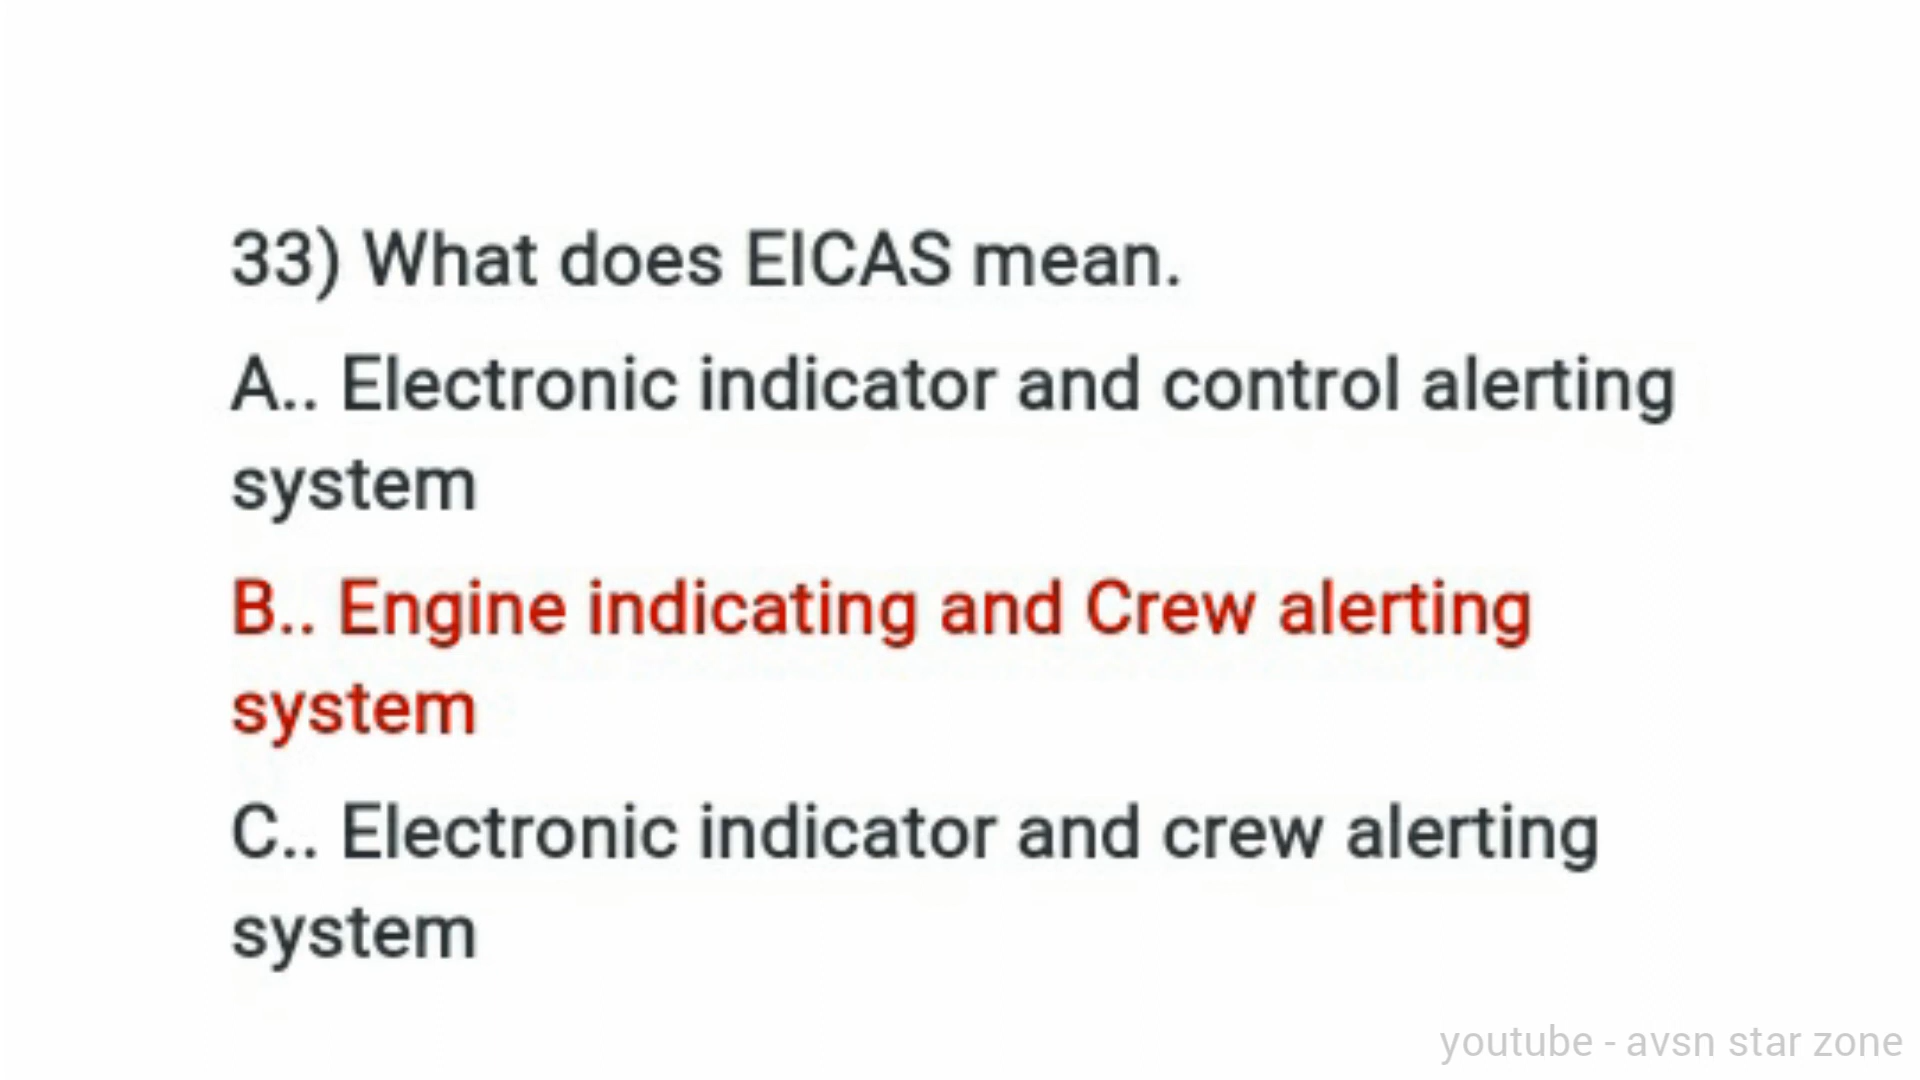 33) What does EICAS mean.
A.. Electronic indicator and control alerting
system
B.. Engine indicating and Crew alerting
system
C.. Electronic indicator and crew alerting
system
youtube - avsn star zone